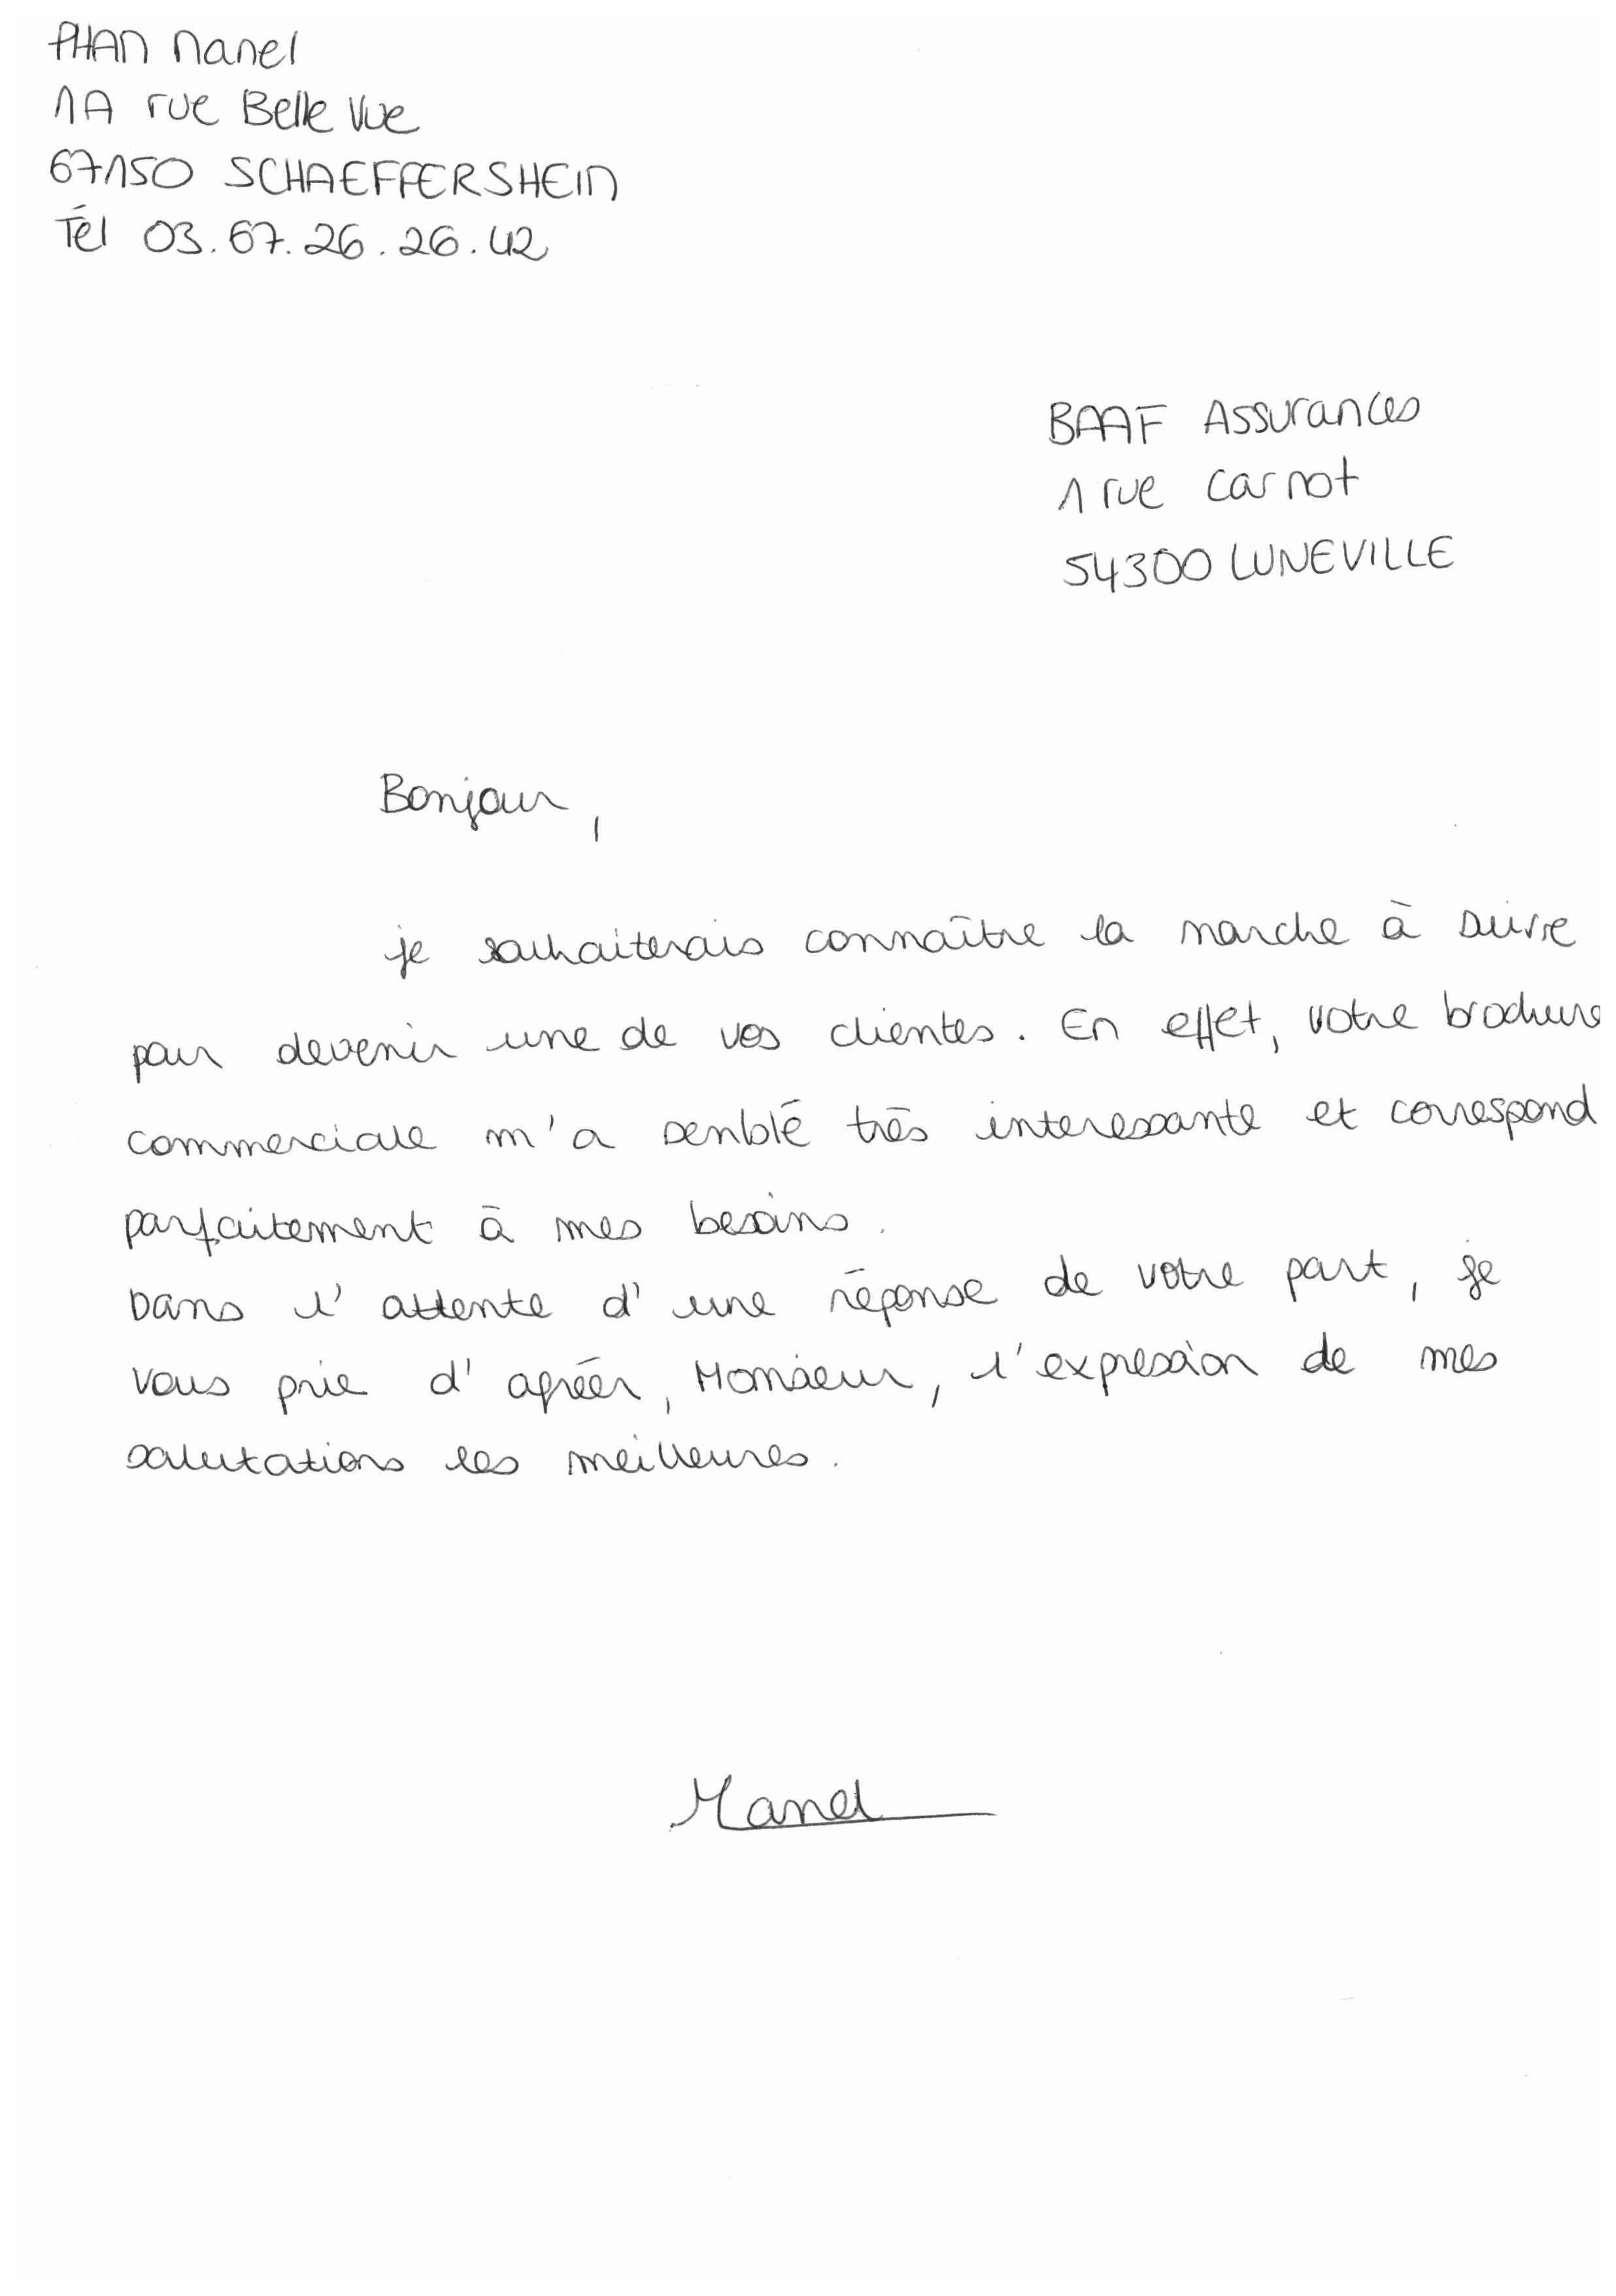 PHAN Manel
1A rue Belle Vue
67150 SCHAEFFERSHEIM
Tél 03.67.26.26.42
BAAF Assurances
1 rue Carnot
54300 LUNEVILLE
Bonjour,
je souhaiterais connaître la marche à suivre
pour devenir une de vos clientes. En effet, votre brochure
commerciale m'a semblé très interessante et correspond
parfaitement à mes besoins.
Dans l'attente d'une réponse de votre part, je
vous prie d'agréer, Monsieur, l'expression de mes
salutations les meilleures.
Manel